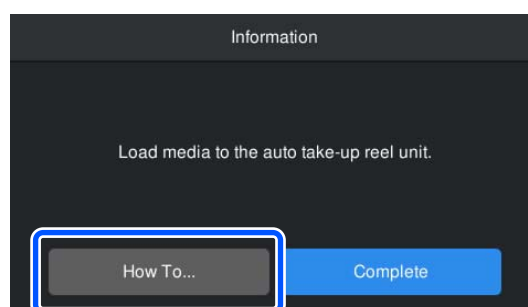 Information
Load media to the auto take-up reel unit.
How To...
Complete